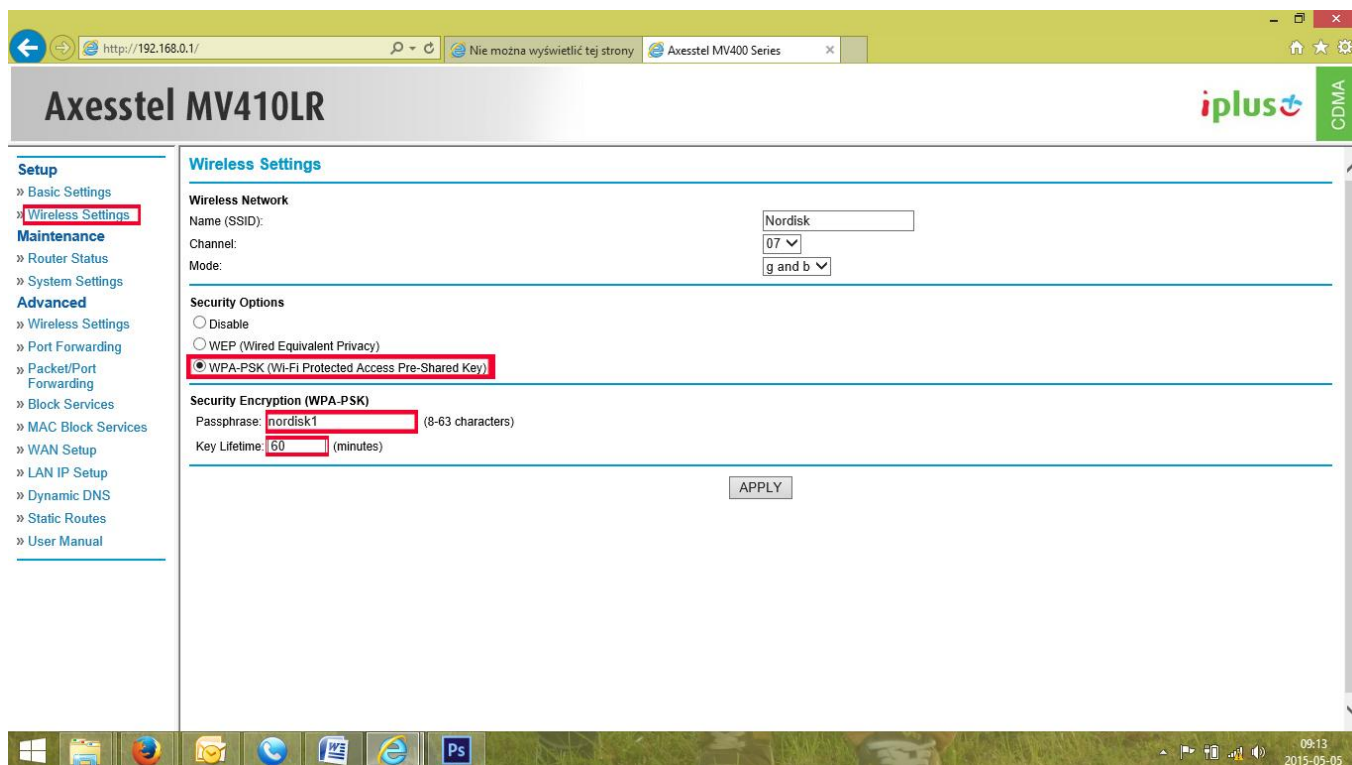 http://192.168.0.1/
Nie można wyświetlić tej strony
Axesstel MV400 Series
Axesstel MV410LR
iplus
CDMA
Setup
» Basic Settings
» Wireless Settings
Maintenance
» Router Status
» System Settings
Advanced
» Wireless Settings
» Port Forwarding
» Packet/Port
Forwarding
» Block Services
» MAC Block Services
» WAN Setup
» LAN IP Setup
» Dynamic DNS
» Static Routes
» User Manual
Wireless Settings
Wireless Network
Name (SSID): Nordisk
Channel: 07
Mode: g and b
Security Options
Disable
WEP (Wired Equivalent Privacy)
WPA-PSK (Wi-Fi Protected Access Pre-Shared Key)
Security Encryption (WPA-PSK)
Passphrase: nordisk1 (8-63 characters)
Key Lifetime: 60 (minutes)
APPLY
Ps
09:13
2015-05-05